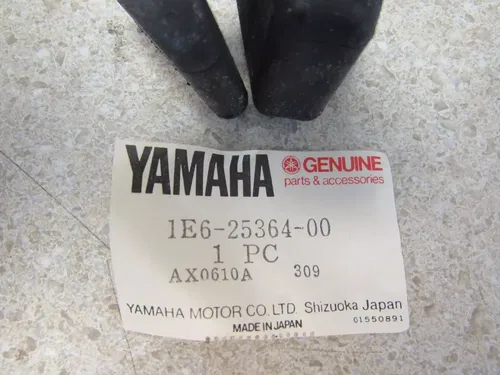 YAMAHA GENUINE
parts & accessories
1E6-25364-00
1 PC
AX0610A 309
YAMAHA MOTOR CO.LTD. Shizuoka Japan
MADE IN JAPAN 01550891